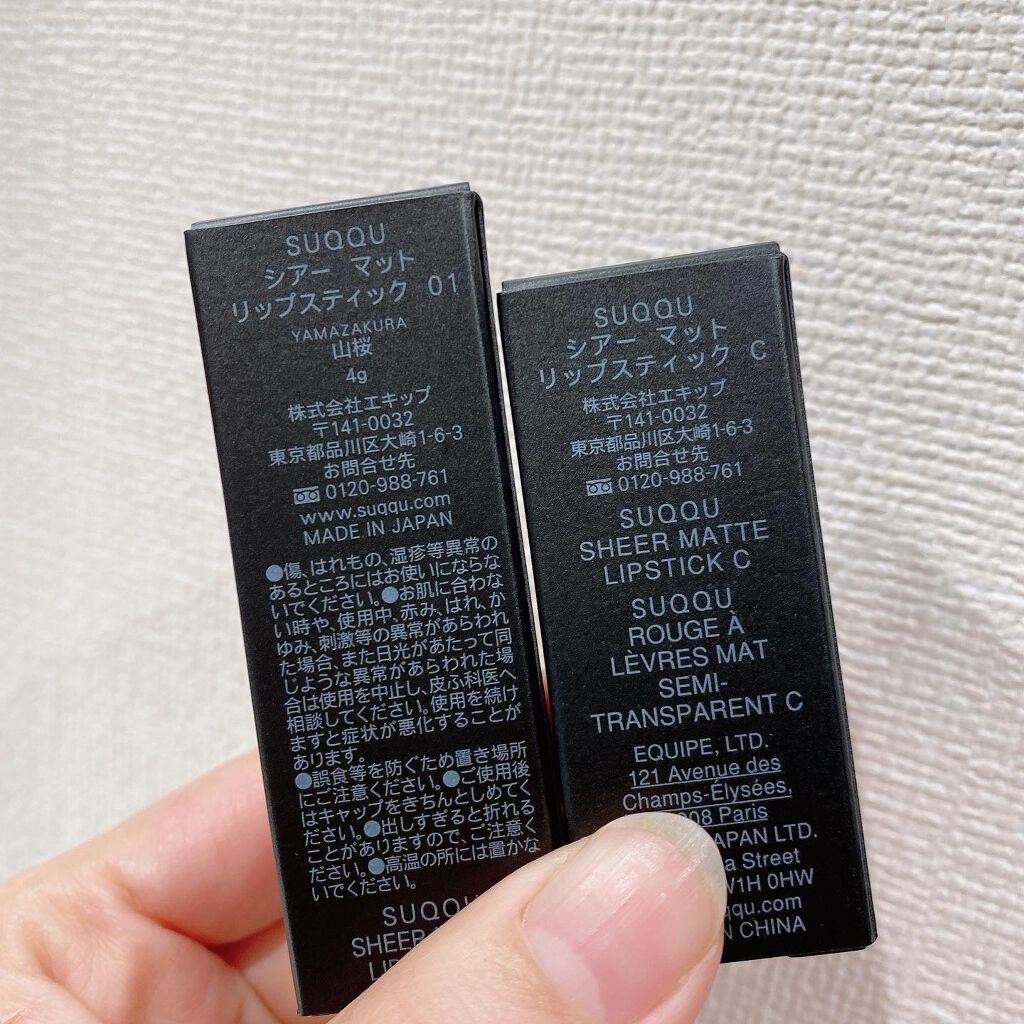 SUQQU
シアー マット
リップスティック 01
YAMAZAKURA
山桜
4g
株式会社エキップ
〒141-0032
東京都品川区大崎1-6-3
お問合せ先
0120-988-761
www.suqqu.com
MADE IN JAPAN
●傷、はれもの、湿疹等異常の
あるところにはお使いにならな
いでください。●お肌に合わな
い時や、使用中、赤み、はれ、か
ゆみ、刺激等の異常があらわれ
た場合、また日光があたって同
じような異常があらわれた場
合は使用を中止し、皮ふ科医へ
相談してください。使用を続け
ますと症状が悪化することが
あります。
●誤食等を防ぐため置き場所
にご注意ください。●ご使用後
はキャップをきちんとしめてく
ださい。●出しすぎると折れる
ことがありますので、ご注意く
ださい。●高温の所には置かな
いでください。
SUQQU
SHEER
SUQQU
シアー マット
リップスティック C
株式会社エキップ
〒141-0032
東京都品川区大崎1-6-3
お問合せ先
0120-988-761
SUQQU
SHEER MATTE
LIPSTICK C
SUQQU
ROUGE À
LÈVRES MAT
SEMI-
TRANSPARENT C
EQUIPE, LTD.
121 Avenue des
Champs-Élysées,
008 Paris
APAN LTD.
a Street
W1H 0HW
qu.com
N CHINA